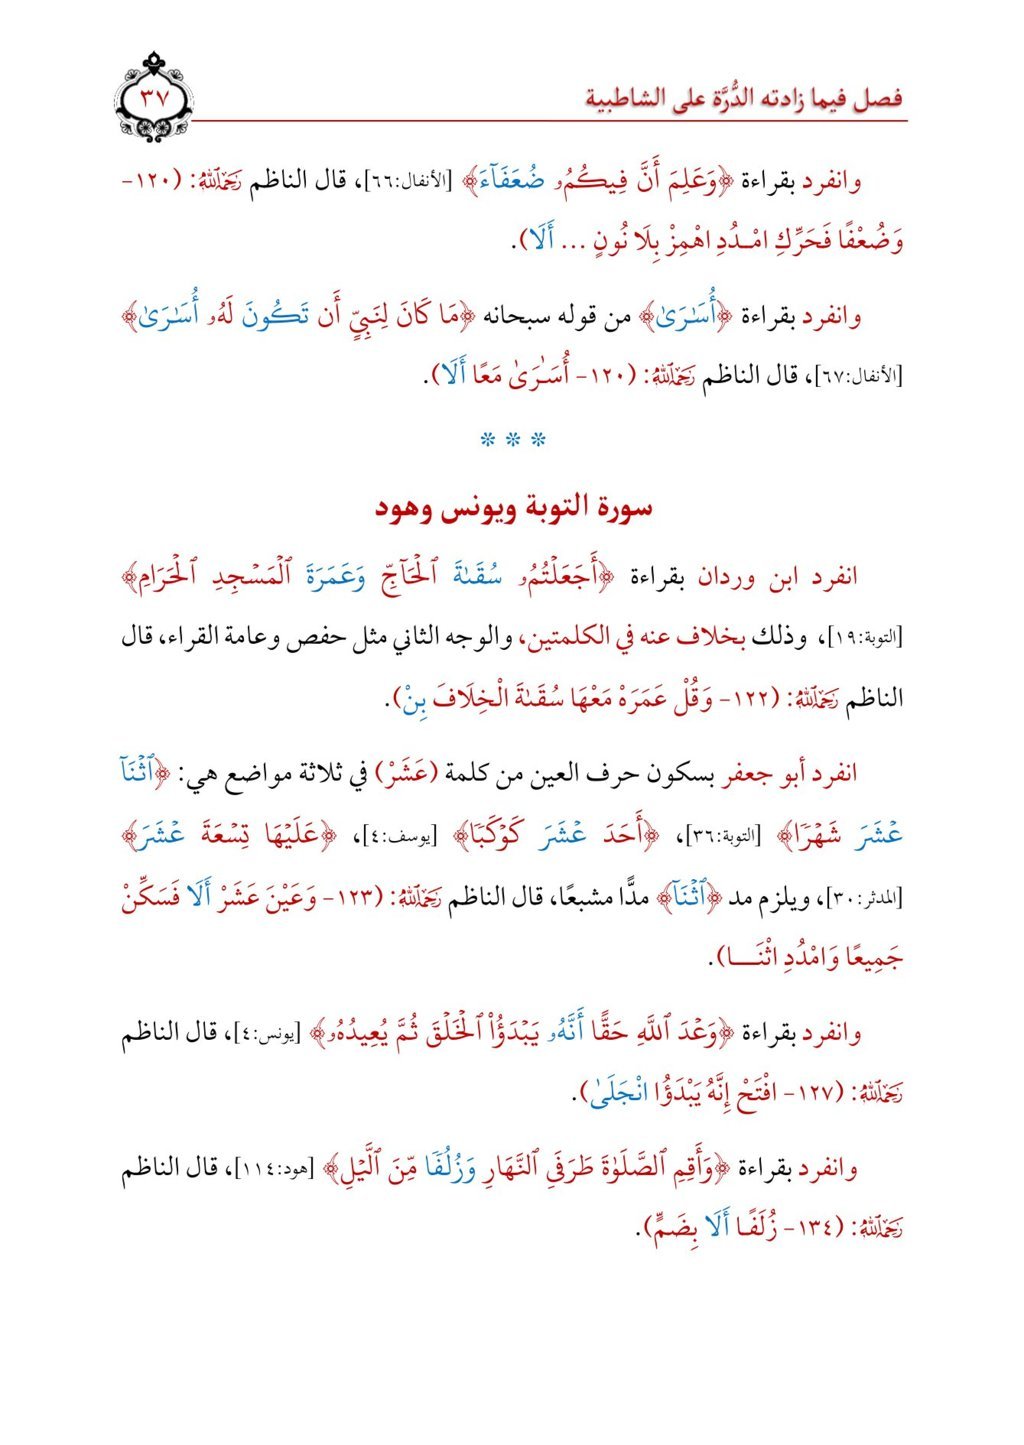 فصل فيما زادته الدُّرَّة على الشاطبية
٣٧
وانفرد بقراءة ﴿وَعَلِمَ أَنَّ فِيكُمُۥ ضُعَفَآءَ﴾ [الأنفال:٦٦]، قال الناظم رَحِمَهُ ٱللَّهُ: (١٢٠-
وَضُعْفًا فَحَرِّكِ امْـدُدِ اهْمِزْ بِلَا نُونٍ ... أَلَا).
وانفرد بقراءة ﴿أُسَـٰرَىٰ﴾ من قوله سبحانه ﴿مَا كَانَ لِنَبِيٍّ أَن تَكُونَ لَهُۥ أُسَـٰرَىٰ﴾
[الأنفال:٦٧]، قال الناظم رَحِمَهُ ٱللَّهُ: (١٢٠- أُسَـٰرَىٰ مَعًا أَلَا).
* * *
سورة التوبة ويونس وهود
انفرد ابن وردان بقراءة ﴿أَجَعَلْتُمُۥ سُقَـٰةَ ٱلْحَآجِّ وَعَمَرَةَ ٱلْمَسْجِدِ ٱلْحَرَامِ﴾
[التوبة:١٩]، وذلك بخلاف عنه في الكلمتين، والوجه الثاني مثل حفص وعامة القراء، قال
الناظم رَحِمَهُ ٱللَّهُ: (١٢٢- وَقُلْ عَمَرَهْ مَعْهَا سُقَـٰةَ الْخِلَافَ بِنْ).
انفرد أبو جعفر بسكون حرف العين من كلمة (عَشَرْ) في ثلاثة مواضع هي: ﴿ٱثْنَآ
عْشَرَ شَهْرًا﴾ [التوبة:٣٦]، ﴿أَحَدَ عْشَرَ كَوْكَبًا﴾ [يوسف:٤]، ﴿عَلَيْهَا تِسْعَةَ عْشَرَ﴾
[المدثر:٣٠]، ويلزم مد ﴿ٱثْنَآ﴾ مدًّا مشبعًا، قال الناظم رَحِمَهُ ٱللَّهُ: (١٢٣- وَعَيْنَ عَشَرْ أَلَا فَسَكِّنْ
جَمِيعًا وَامْدُدِ اثْنَـــا).
وانفرد بقراءة ﴿وَعْدَ ٱللَّهِ حَقًّا أَنَّهُۥ يَبْدَؤُاْ ٱلْخَلْقَ ثُمَّ يُعِيدُهُۥ﴾ [يونس:٤]، قال الناظم
رَحِمَهُ ٱللَّهُ: (١٢٧- افْتَحْ إِنَّهُ يَبْدَؤُا انْجَلَىٰ).
وانفرد بقراءة ﴿وَأَقِمِ ٱلصَّلَوٰةَ طَرَفَيِ ٱلنَّهَارِ وَزُلُفًا مِّنَ ٱلَّيْلِ﴾ [هود:١١٤]، قال الناظم
رَحِمَهُ ٱللَّهُ: (١٣٤- زُلَفًا أَلَا بِضَمٍّ).